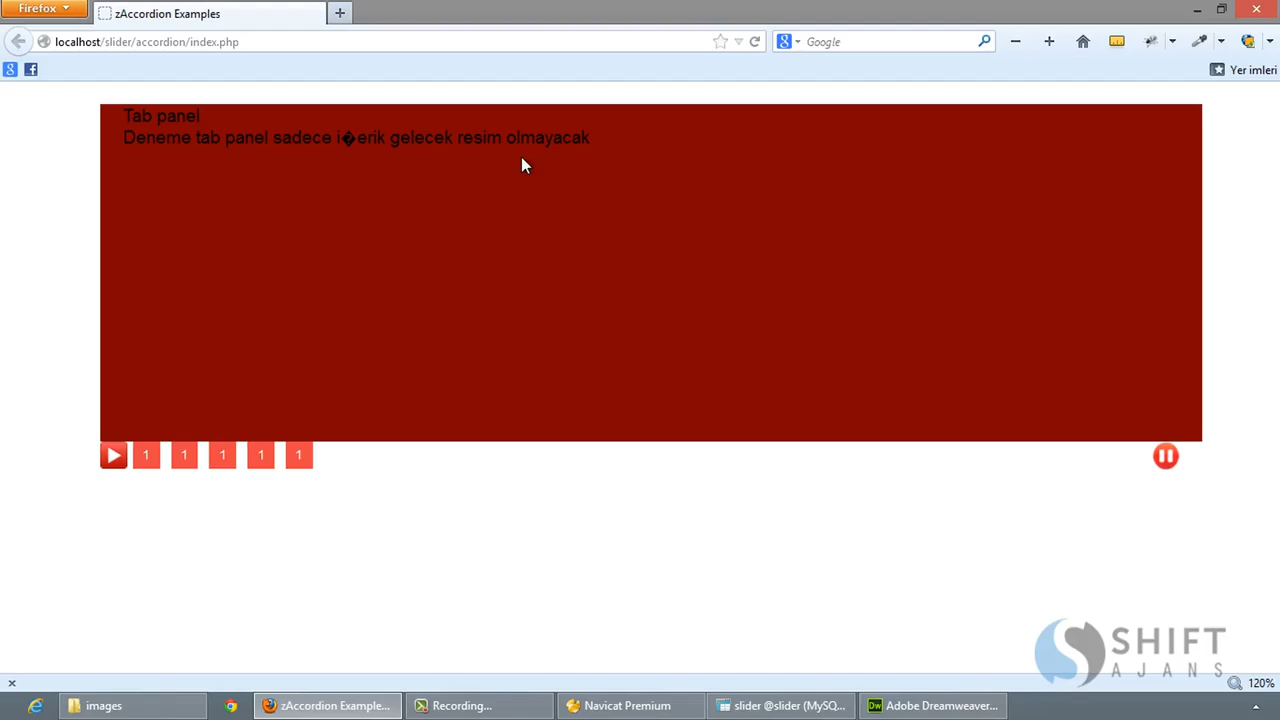 Firefox
zAccordion Examples
localhost/slider/accordion/index.php
Google
Yer imleri
Tab panel
Deneme tab panel sadece i�erik gelecek resim olmayacak
1 1 1 1 1
SHIFT
AJANS
120%
images
zAccordion Example...
Recording...
Navicat Premium
slider @slider (MySQ...
Dw Adobe Dreamweaver...